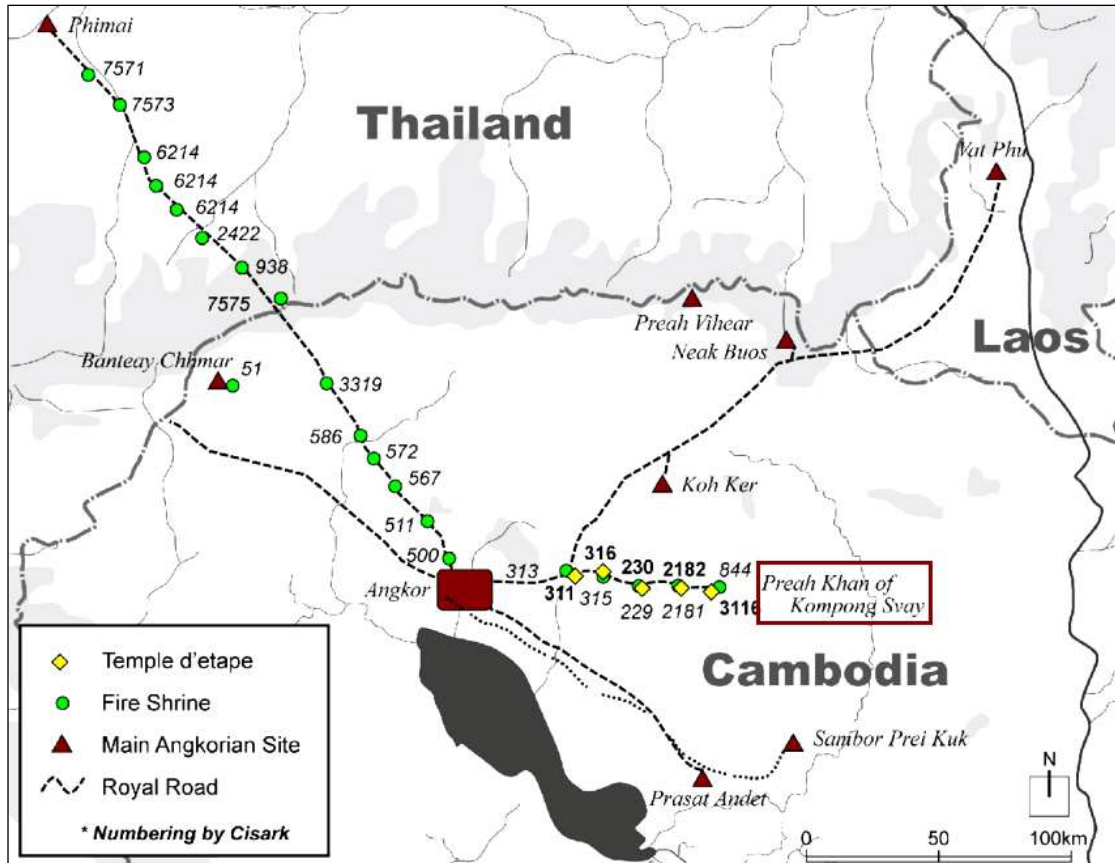 Phimai
7571
7573
Thailand
6214
Vat Phu
6214
6214
2422
938
7575
Preah Vihear
Neak Buos
Laos
Banteay Chhmar
51
3319
586
572
567
Koh Ker
511
500
313
316
230
2182
844
Angkor
311
315
229
2181
3116
Preah Khan of
Kompong Svay
Cambodia
Temple d'etape
Fire Shrine
Main Angkorian Site
Royal Road
* Numbering by Cisark
Sambor Prei Kuk
Prasat Andet
N
0 50 100km